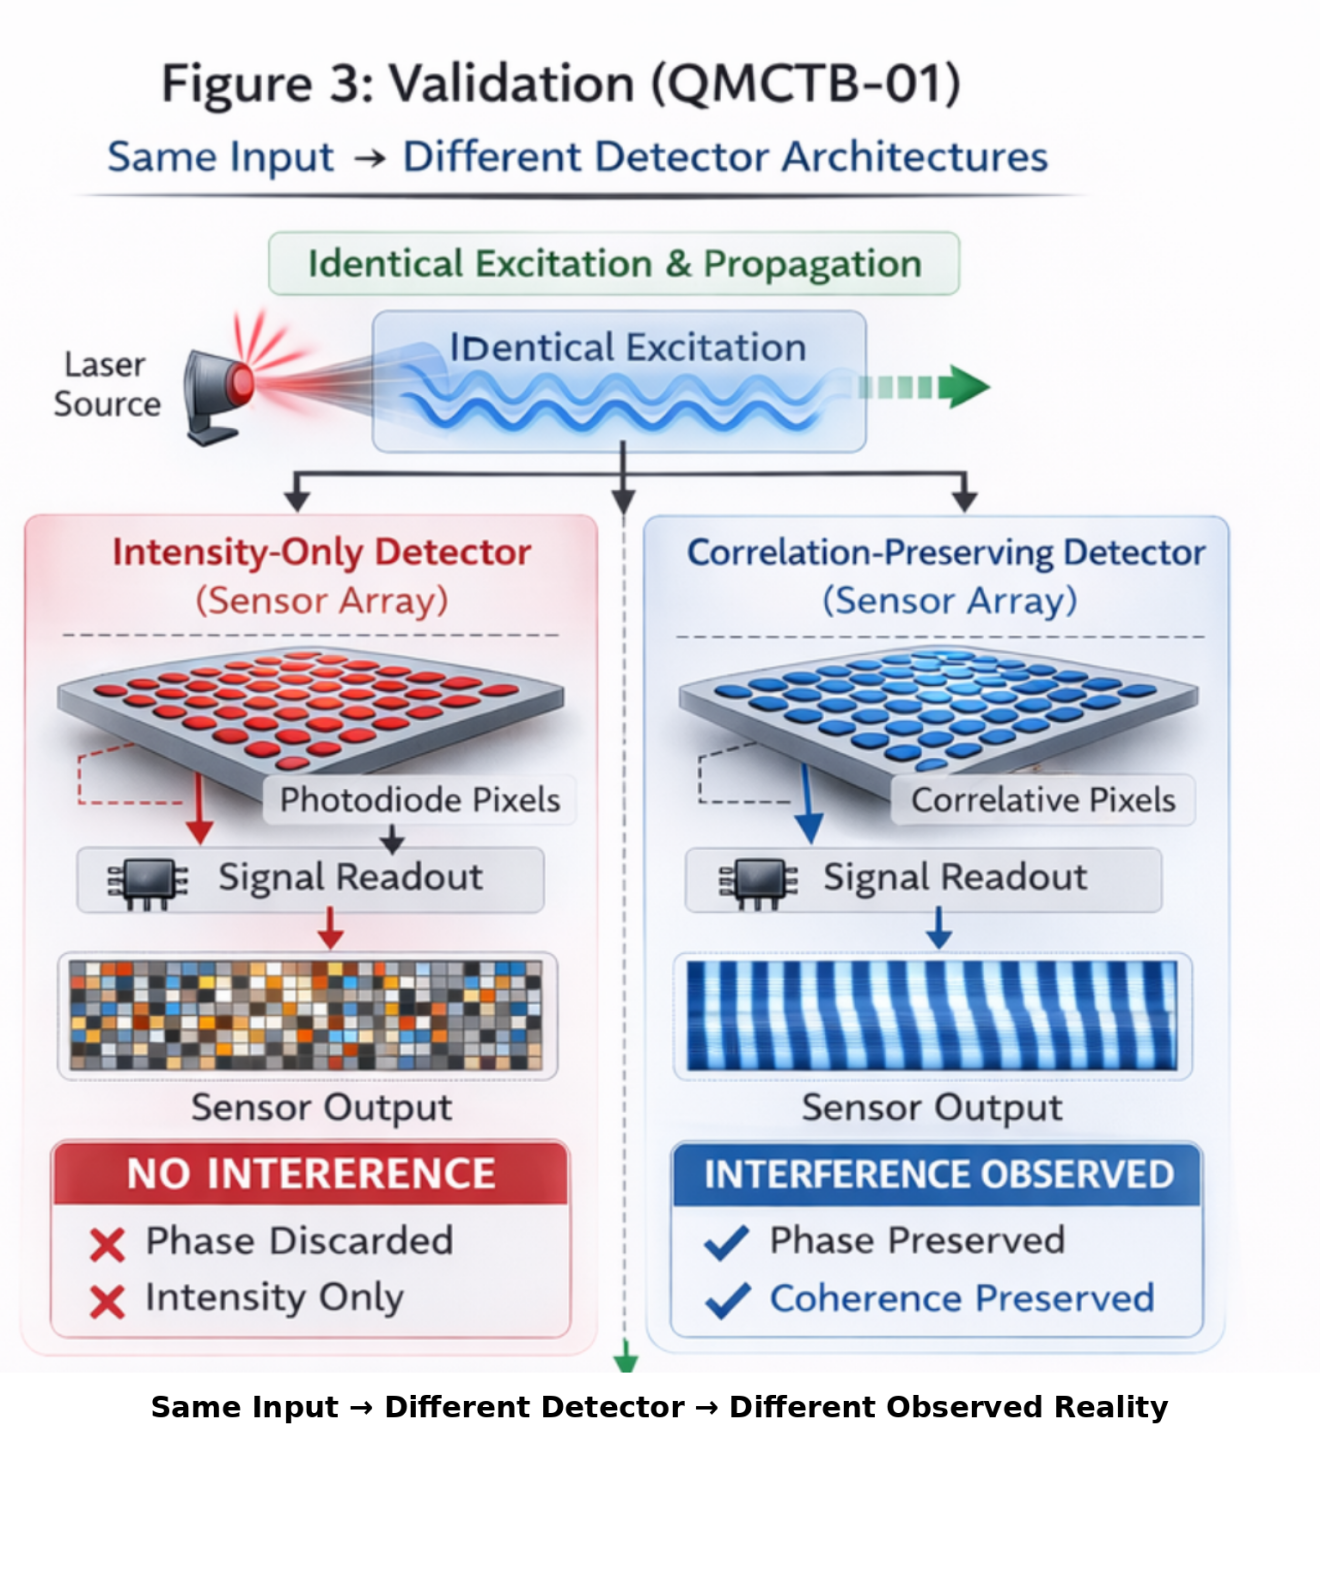 Figure 3: Validation (QMCTB-01)
Same Input → Different Detector Architectures
Identical Excitation & Propagation
Laser
Source
IDentical Excitation
Intensity-Only Detector
(Sensor Array)
Photodiode Pixels
Signal Readout
Sensor Output
NO INTERERENCE
Phase Discarded
Intensity Only
Correlation-Preserving Detector
(Sensor Array)
Correlative Pixels
Signal Readout
Sensor Output
INTERFERENCE OBSERVED
Phase Preserved
Coherence Preserved
Same Input → Different Detector → Different Observed Reality